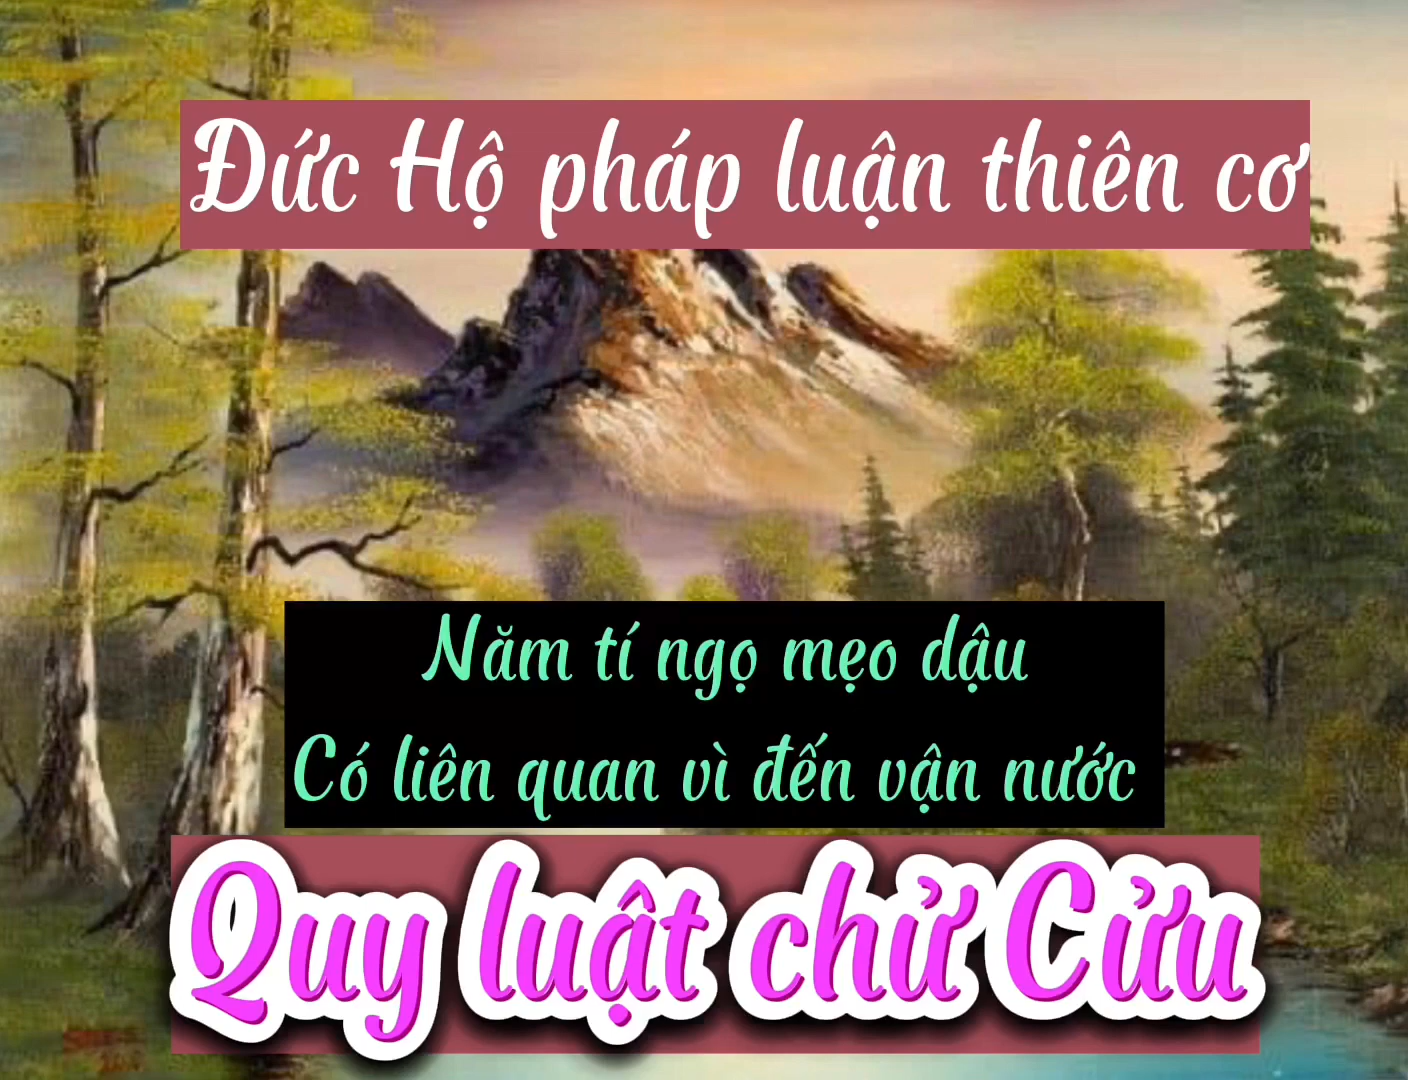 Đức Hộ pháp luận thiên cơ
Năm tí ngọ mẹo dậu
Có liên quan vì đến vận nước
Quy luật chử Cửu